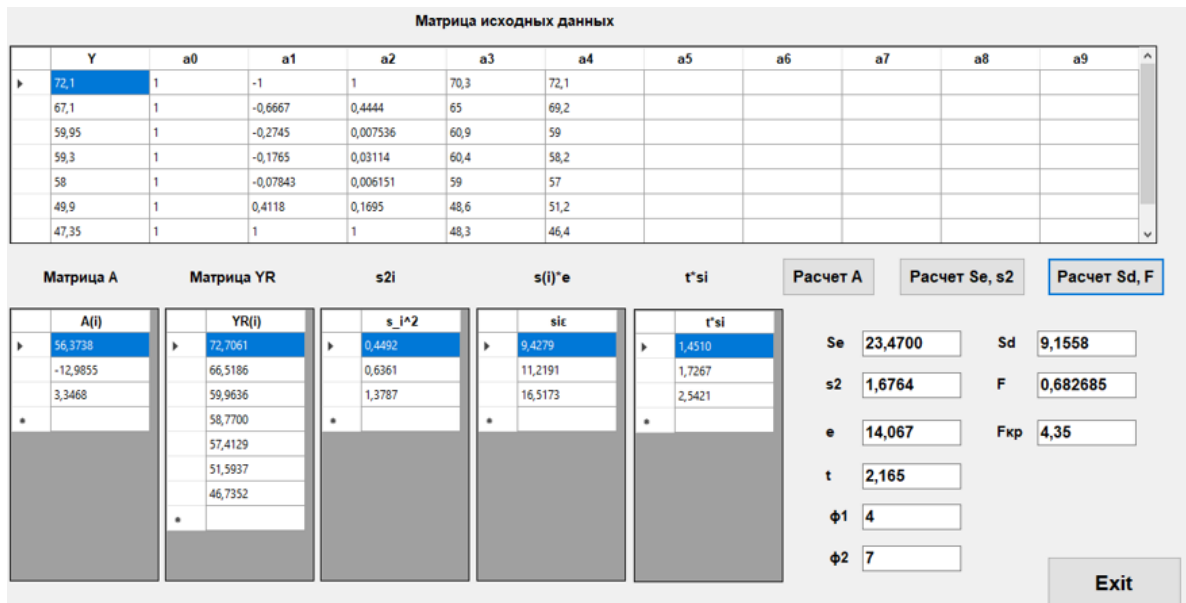 Матрица исходных данных
Y a0 a1 a2 a3 a4 a5 a6 a7 a8 a9
72,1 1 -1 1 70,3 72,1
67,1 1 -0,6667 0,4444 65 69,2
59,95 1 -0,2745 0,007536 60,9 59
59,3 1 -0,1765 0,03114 60,4 58,2
58 1 -0,07843 0,006151 59 57
49,9 1 0,4118 0,1695 48,6 51,2
47,35 1 1 1 48,3 46,4
Матрица А Матрица YR s2i s(i)*e t*si Расчет А Расчет Se, s2 Расчет Sd, F
A(i) YR(i) s_i^2 siε t*si
56,3738 72,7061 0,4492 9,4279 1,4510 Se 23,4700 Sd 9,1558
-12,9855 66,5186 0,6361 11,2191 1,7267 s2 1,6764 F 0,682685
3,3468 59,9636 1,3787 16,5173 2,5421
58,7700 e 14,067 Fкр 4,35
57,4129
51,5937 t 2,165
46,7352
ф1 4
ф2 7
Exit